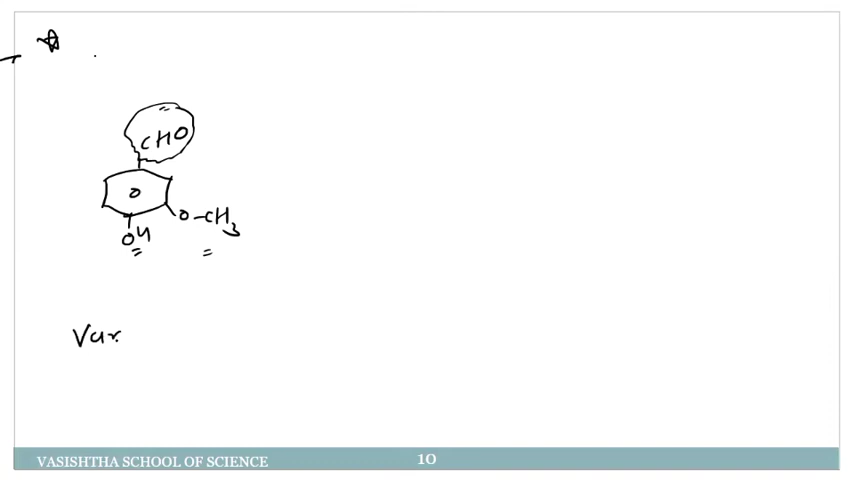 CHO
O-CH3
OH
Var
VASISHTHA SCHOOL OF SCIENCE
10